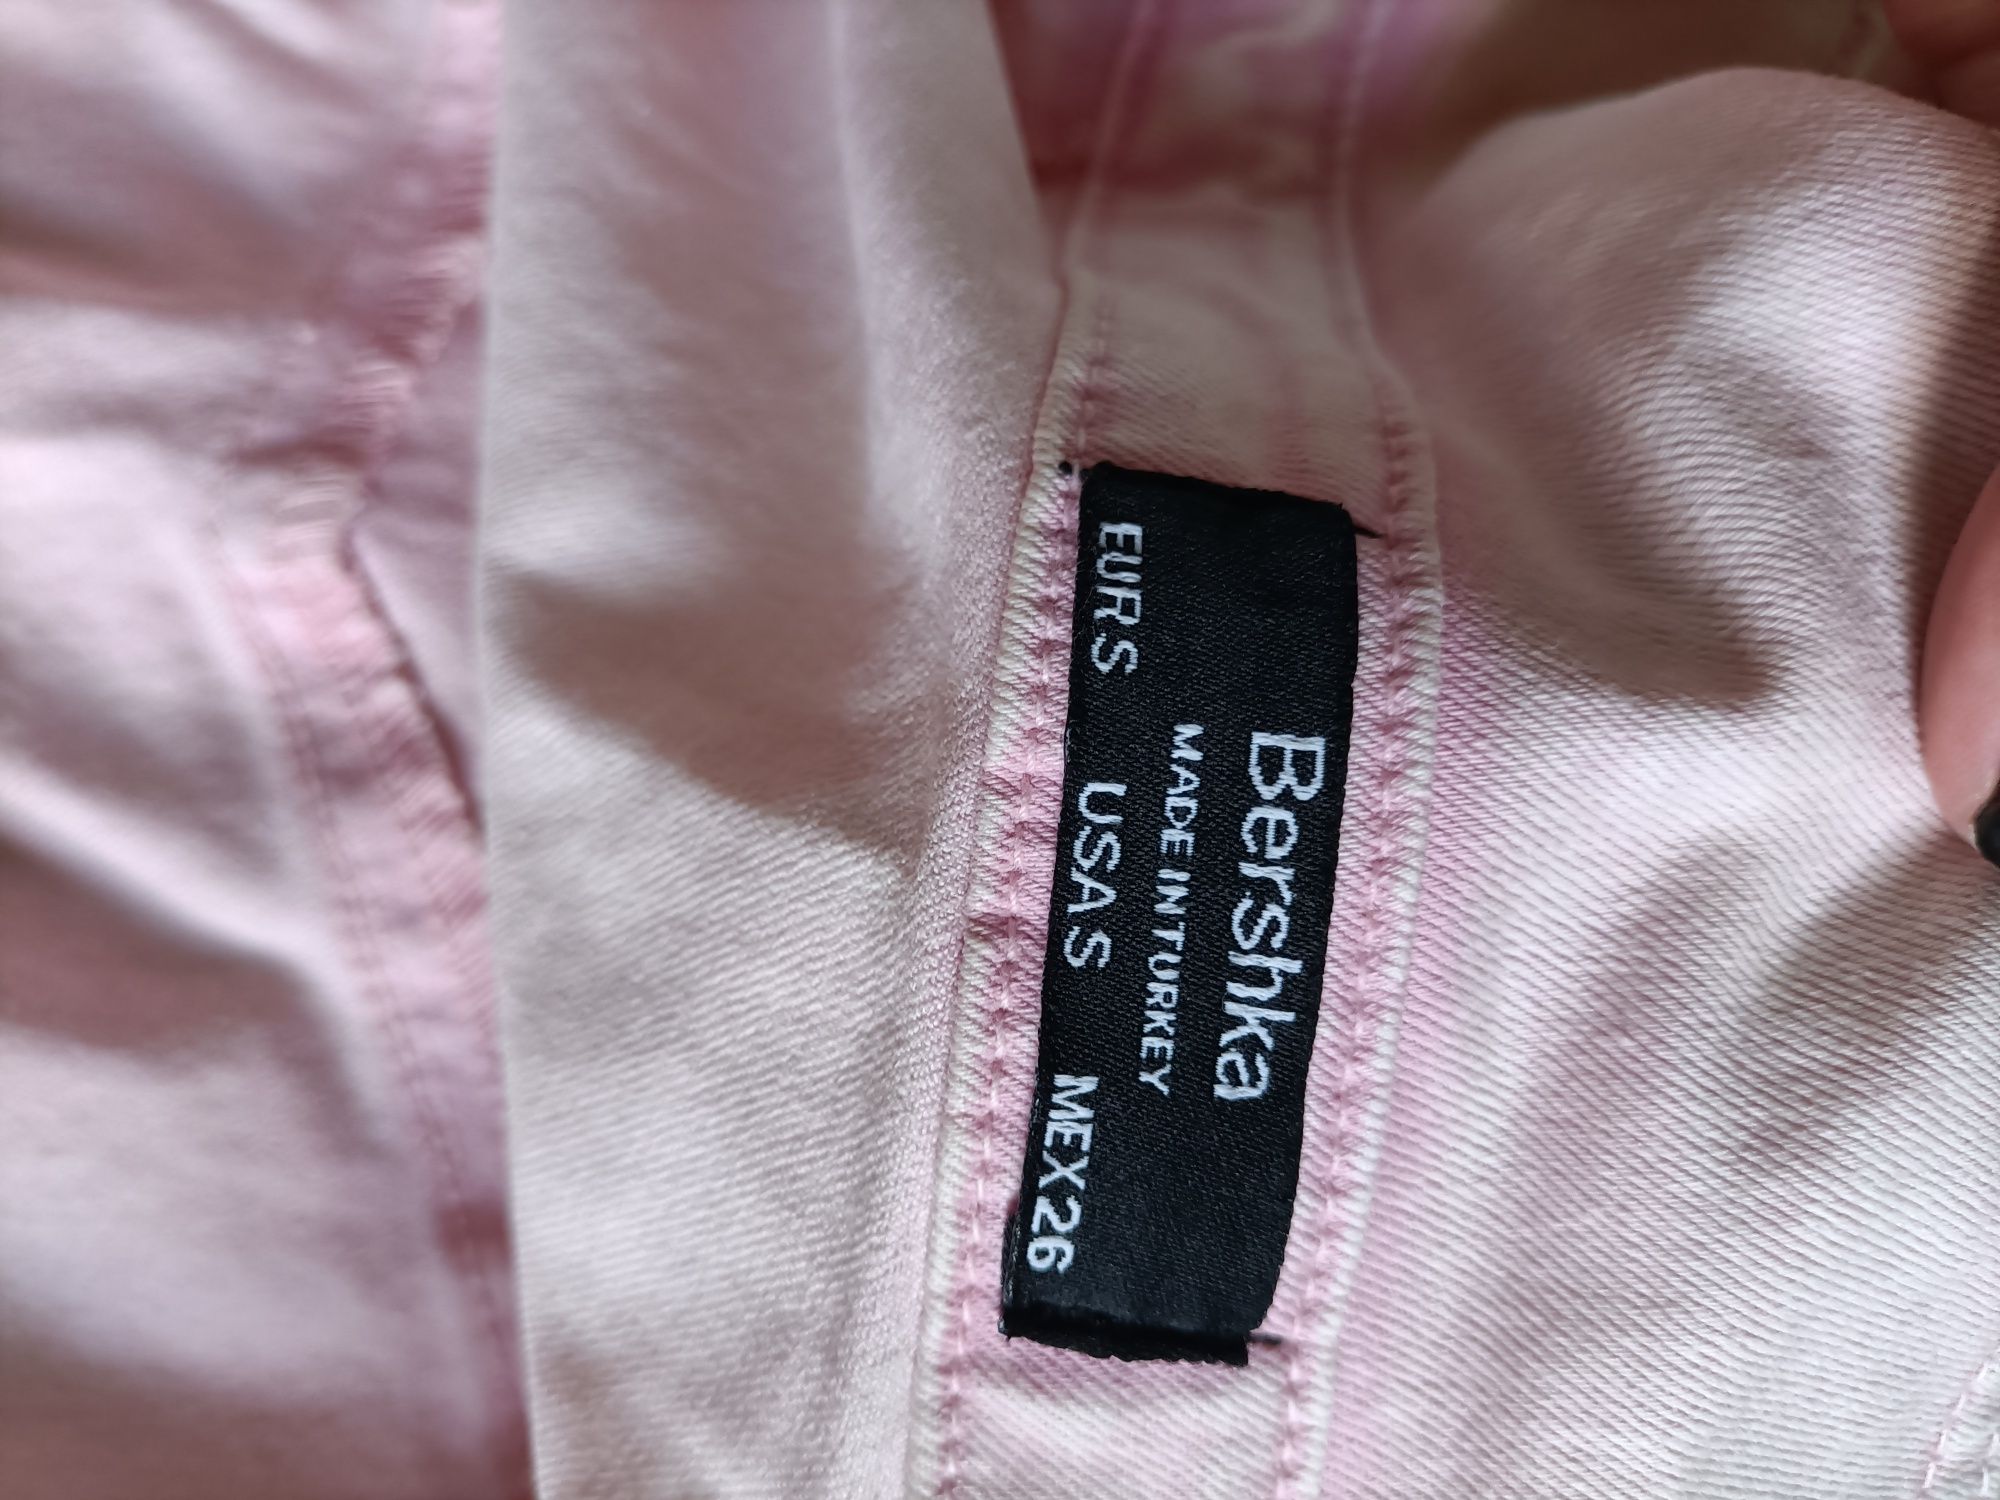 Bershka
MADE IN TURKEY
EUR S USA S MEX 26